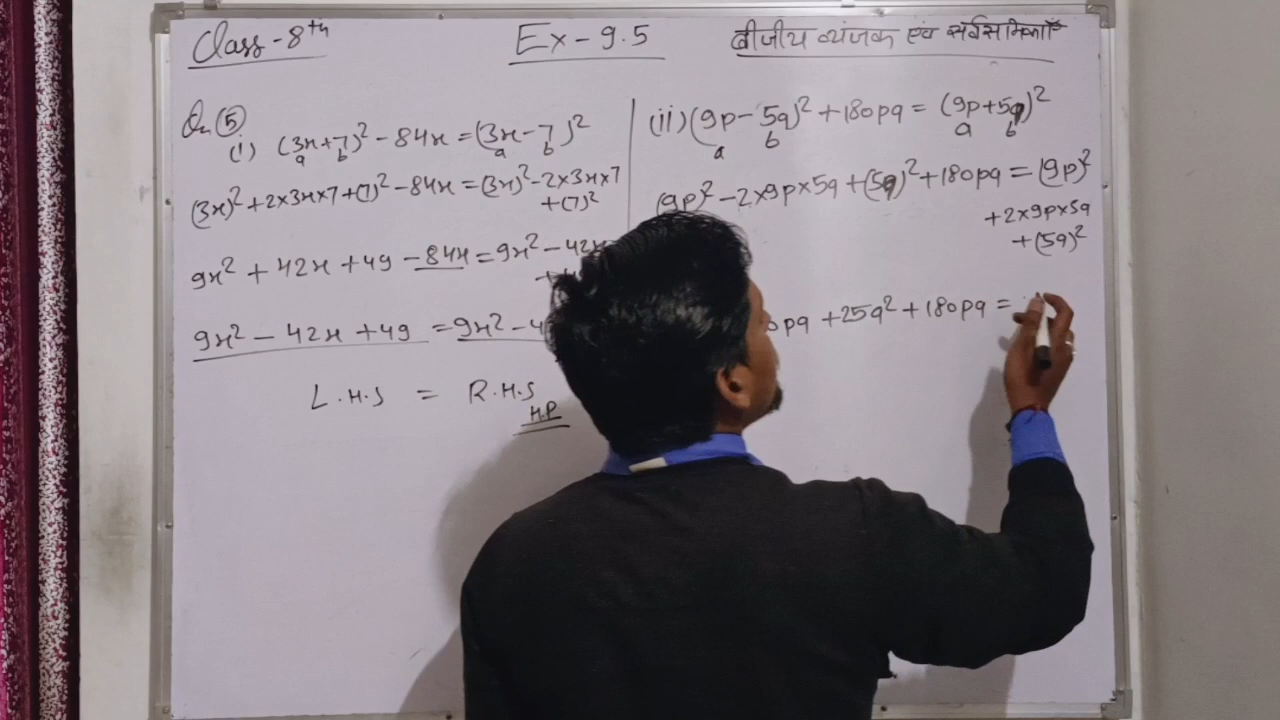 Class-8th
Ex-9.5
बीजीय व्यंजक एवं सर्वसमिकाएँ
Qn. (5)
(i) (3x+7)² - 84x = (3x-7)²
a b a b
(3x)² + 2×3x×7 + (7)² - 84x = (3x)² - 2×3x×7
+ (7)²
9x² + 42x + 49 - 84x = 9x² - 42x
+
9x² - 42x + 49 = 9x² - 4
L.H.S = R.H.S
H.P
(ii) (9p - 5q)² + 180pq = (9p+5q)²
a b a b
(9p)² - 2×9p×5q + (5q)² + 180pq = (9p)²
+ 2×9p×5q
+ (5q)²
0pq + 25q² + 180pq =